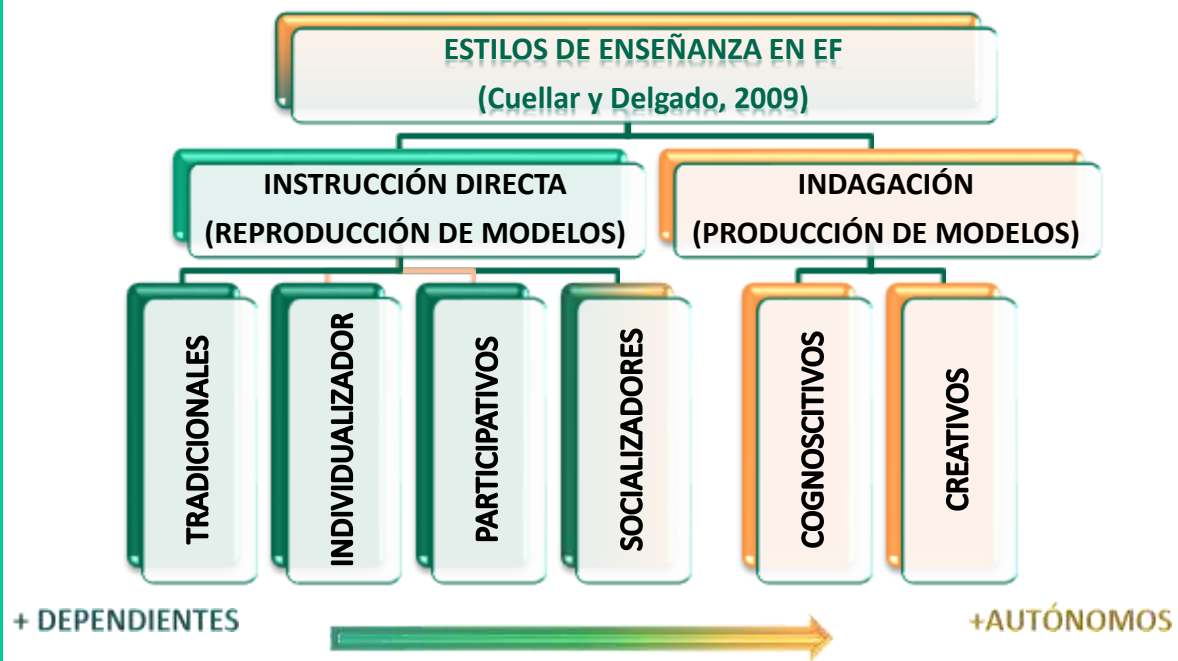 ESTILOS DE ENSEÑANZA EN EF
(Cuellar y Delgado, 2009)
INSTRUCCIÓN DIRECTA
(REPRODUCCIÓN DE MODELOS)
INDAGACIÓN
(PRODUCCIÓN DE MODELOS)
TRADICIONALES
INDIVIDUALIZADOR
PARTICIPATIVOS
SOCIALIZADORES
COGNOSCITIVOS
CREATIVOS
+ DEPENDIENTES
+AUTÓNOMOS